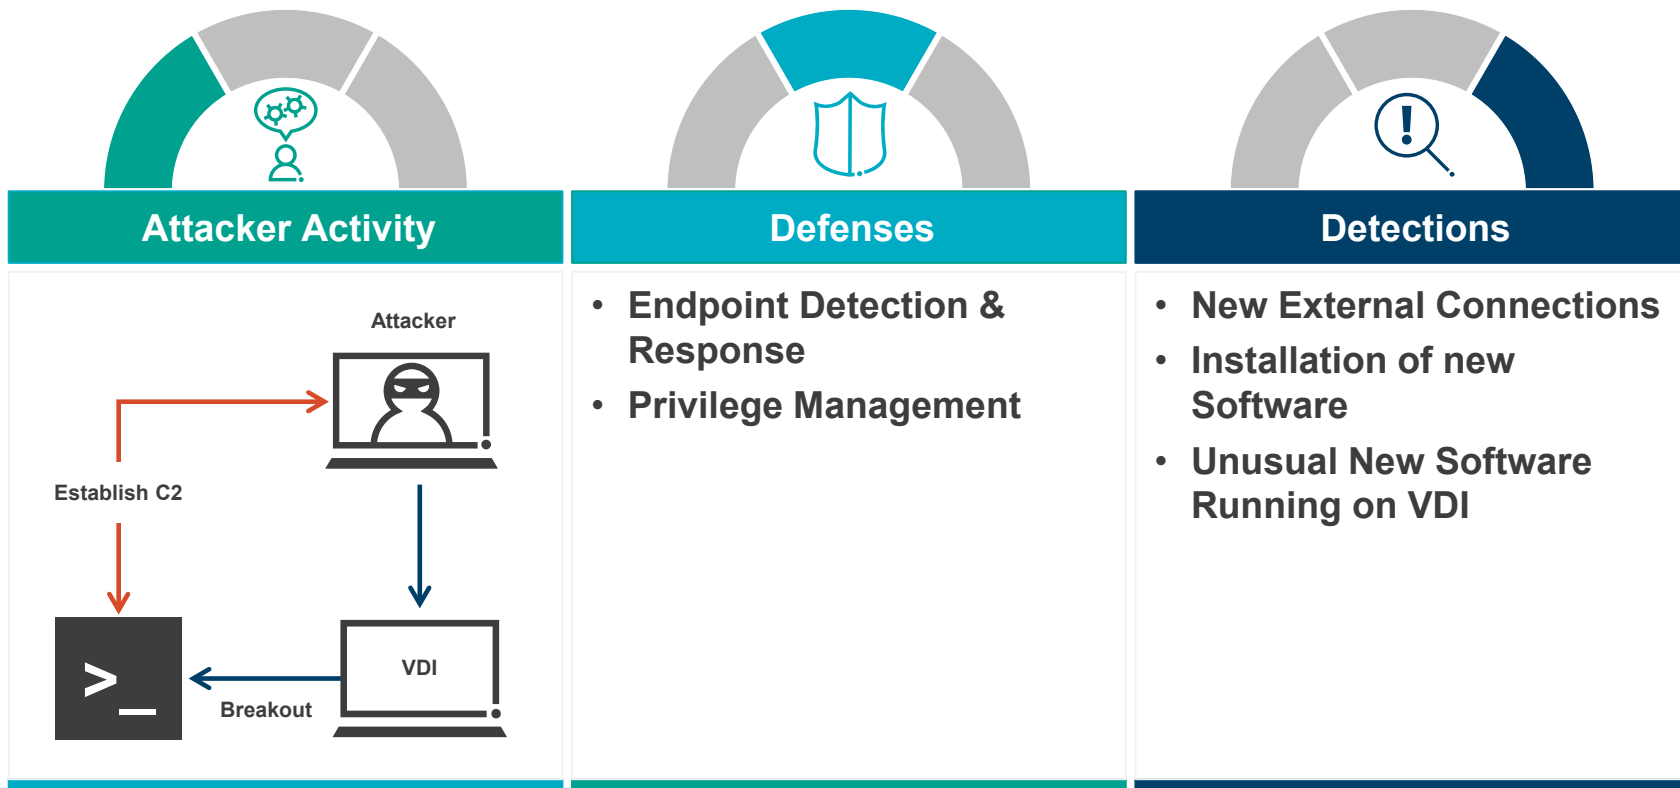 Attacker Activity
Defenses
Detections
Attacker
Establish C2
>_
VDI
Breakout
• Endpoint Detection &
Response
• Privilege Management
• New External Connections
• Installation of new
Software
• Unusual New Software
Running on VDI